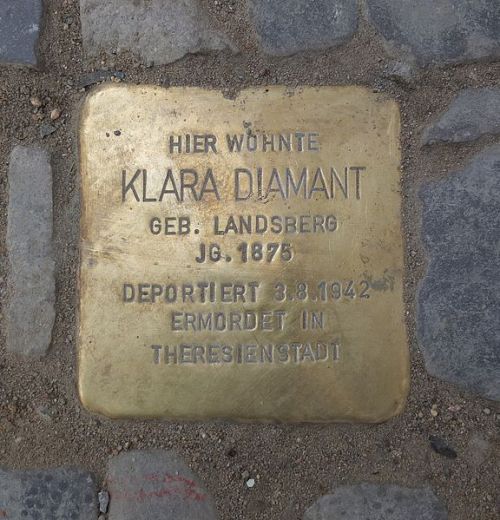 HIER WOHNTE
KLARA DIAMANT
GEB. LANDSBERG
JG. 1875
DEPORTIERT 3.8.1942
ERMORDET IN
THERESIENSTADT